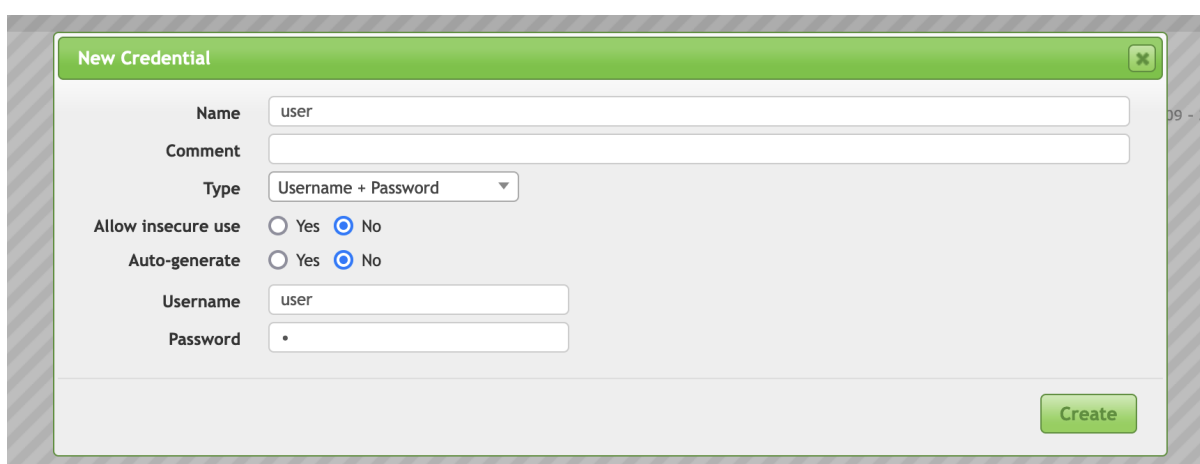 New Credential
Name user
09 -
Comment
Type Username + Password
Allow insecure use Yes No
Auto-generate Yes No
Username user
Password •
Create